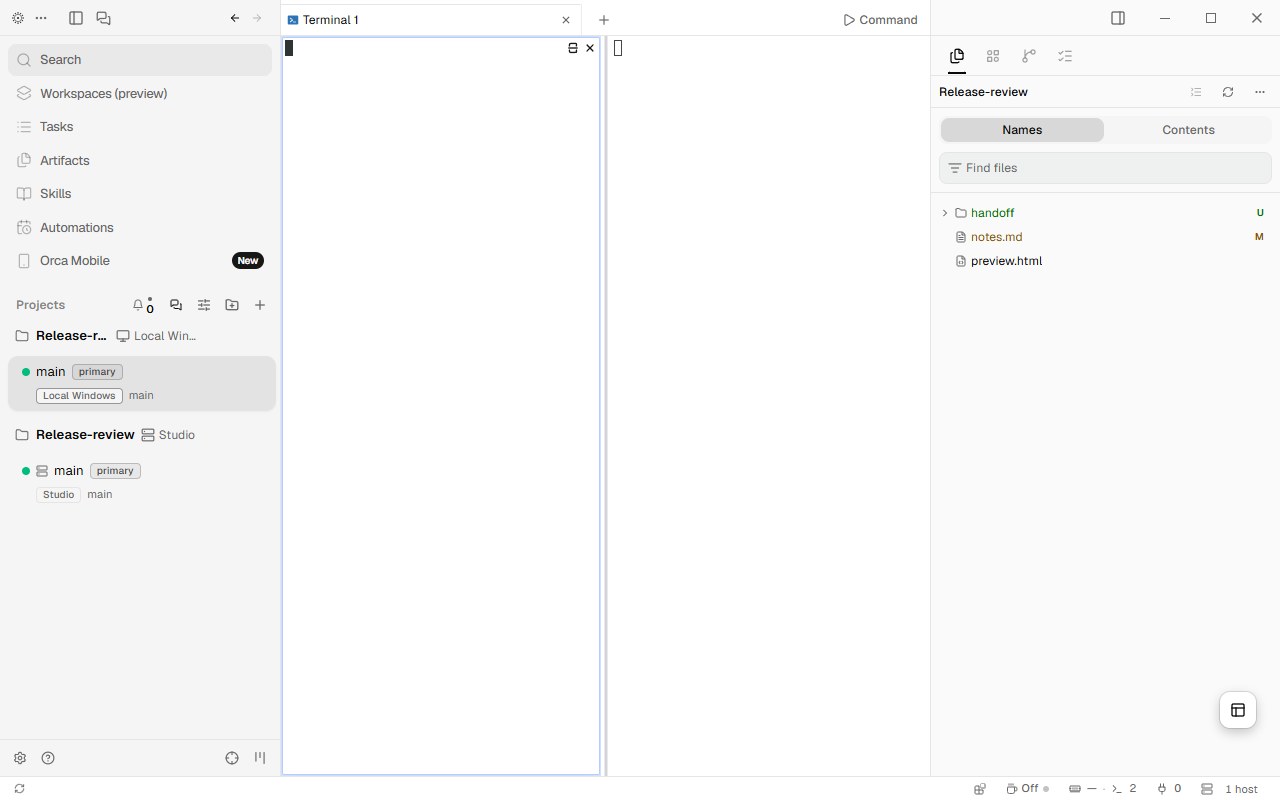 Terminal 1
Command
Search
Workspaces (preview)
Tasks
Artifacts
Skills
Automations
Orca Mobile
New
Projects
0
Release-r...
Local Win...
main
primary
Local Windows
main
Release-review
Studio
main
primary
Studio
main
Release-review
Names
Contents
Find files
handoff
U
notes.md
M
preview.html
Off
2
0
1 host